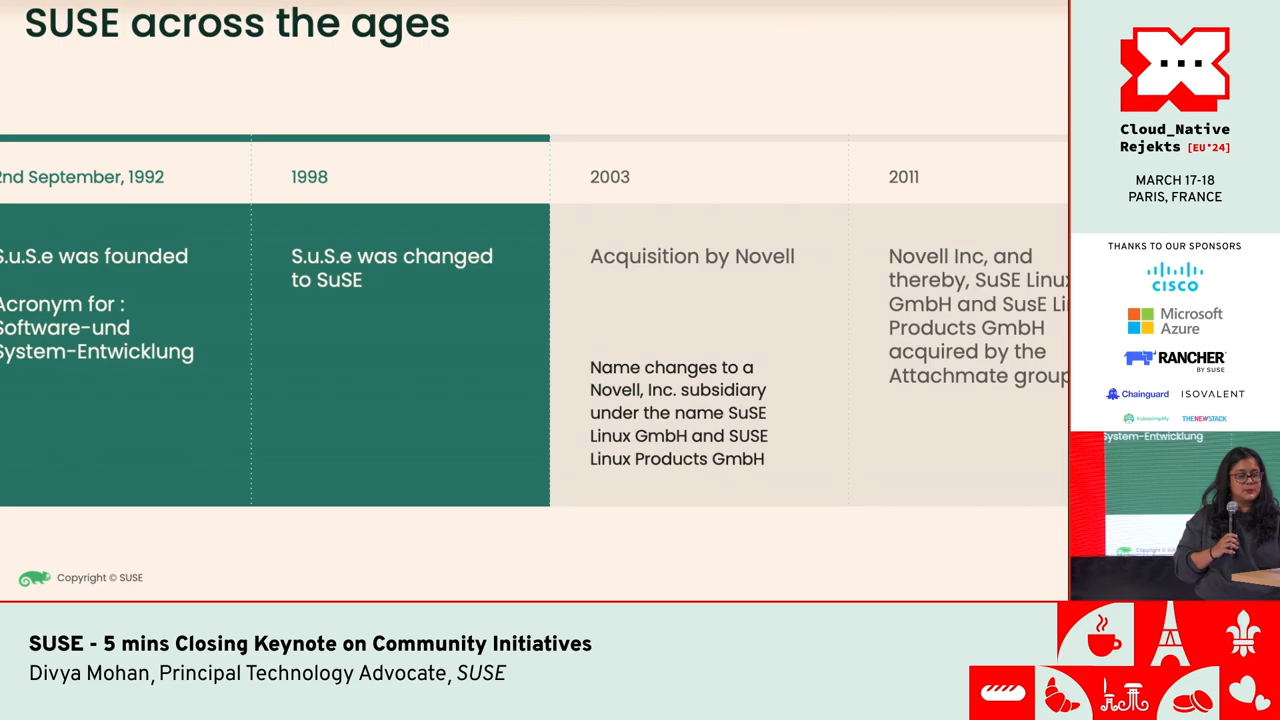 SUSE across the ages
2nd September, 1992
1998
2003
2011
S.u.S.e was founded
Acronym for :
Software-und
System-Entwicklung
S.u.S.e was changed
to SuSE
Acquisition by Novell
Name changes to a
Novell, Inc. subsidiary
under the name SuSE
Linux GmbH and SUSE
Linux Products GmbH
Novell Inc, and
thereby, SuSE Linux
GmbH and SusE Li
Products GmbH
acquired by the
Attachmate group
Copyright © SUSE
Cloud_Native
Rejekts [EU'24]
MARCH 17-18
PARIS, FRANCE
THANKS TO OUR SPONSORS
CISCO
Microsoft
Azure
RANCHER
BY SUSE
Chainguard
ISOVALENT
kubesimplify
THENEWSTACK
System-Entwicklung
SUSE - 5 mins Closing Keynote on Community Initiatives
Divya Mohan, Principal Technology Advocate, SUSE